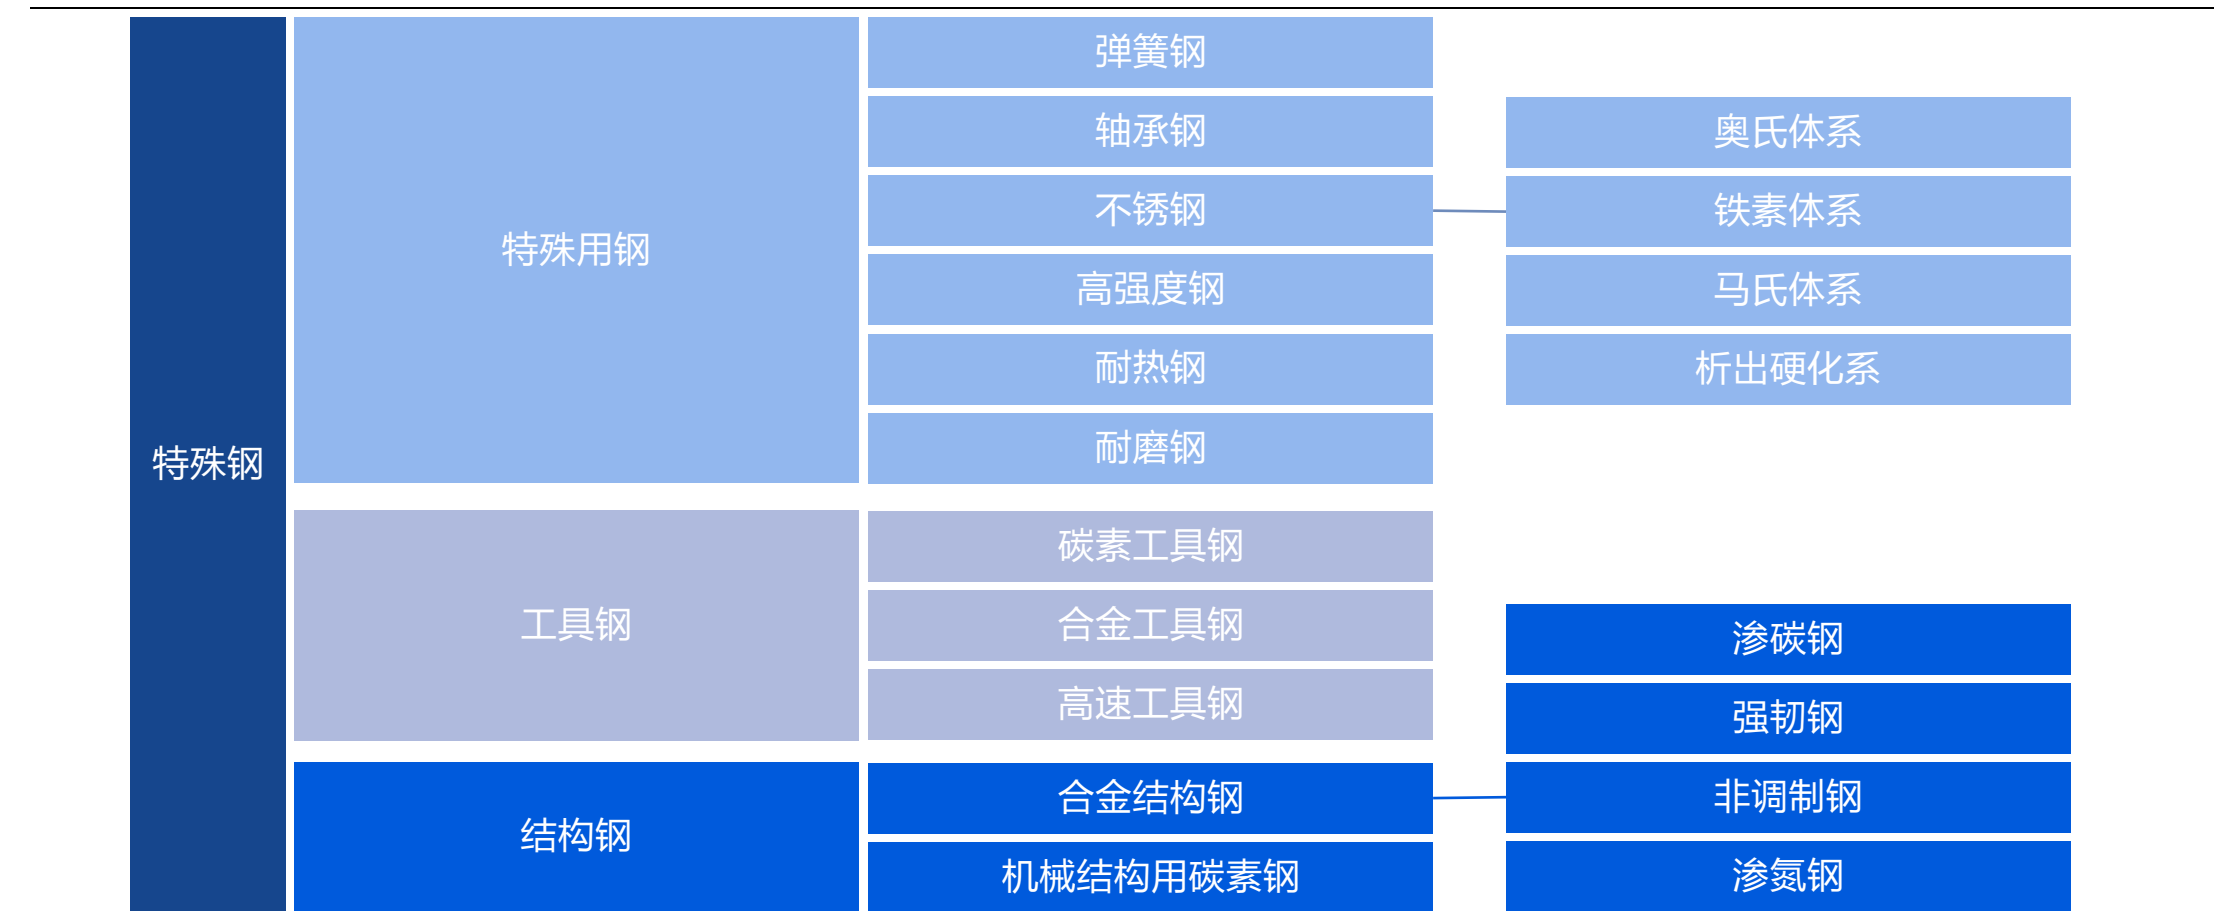 特殊钢
特殊用钢
弹簧钢
轴承钢
不锈钢
高强度钢
耐热钢
耐磨钢
奥氏体系
铁素体系
马氏体系
析出硬化系
工具钢
碳素工具钢
合金工具钢
高速工具钢
结构钢
合金结构钢
机械结构用碳素钢
渗碳钢
强韧钢
非调制钢
渗氮钢